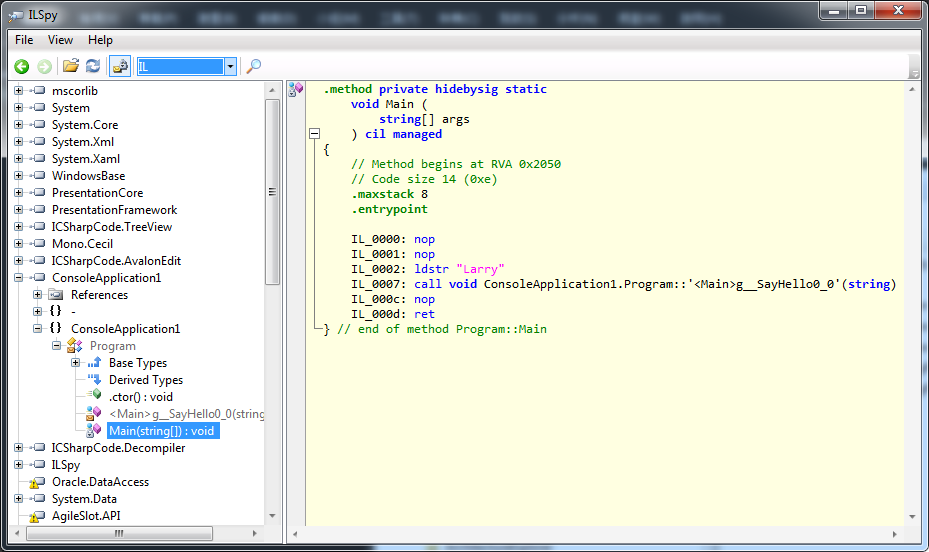 ILSpy
File View Help
IL
mscorlib
System
System.Core
System.Xml
System.Xaml
WindowsBase
PresentationCore
PresentationFramework
ICSharpCode.TreeView
Mono.Cecil
ICSharpCode.AvalonEdit
ConsoleApplication1
References
{} -
{} ConsoleApplication1
Program
Base Types
Derived Types
.ctor() : void
<Main>g__SayHello0_0(string
Main(string[]) : void
ICSharpCode.Decompiler
ILSpy
Oracle.DataAccess
System.Data
AgileSlot.API
.method private hidebysig static
void Main (
string[] args
) cil managed
{
// Method begins at RVA 0x2050
// Code size 14 (0xe)
.maxstack 8
.entrypoint
IL_0000: nop
IL_0001: nop
IL_0002: ldstr "Larry"
IL_0007: call void ConsoleApplication1.Program::'<Main>g__SayHello0_0'(string)
IL_000c: nop
IL_000d: ret
} // end of method Program::Main